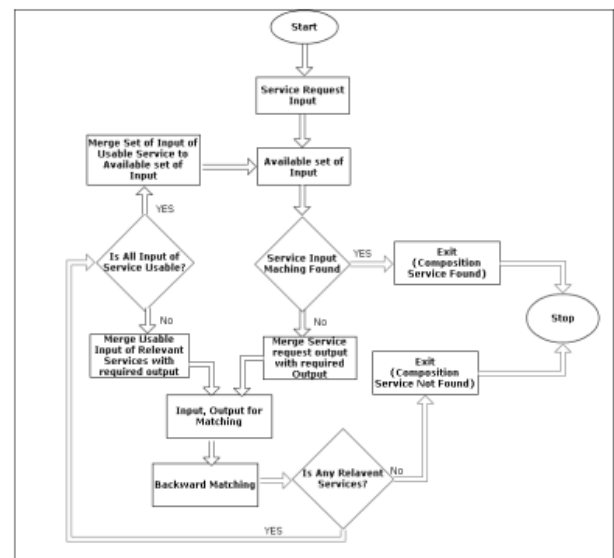 Start
Service Request
Input
Merge Set of Input of
Usable Service to
Available set of
Input
Available set of
Input
YES
Is All Input of
Service Usable?
Service Input
Maching Found
YES
Exit
(Composition
Service Found)
Stop
No
No
Merge Usable
Input of Relevant
Services with
required output
Merge Service
request output
with required
Output
Exit
(Composition
Service Not Found)
Input, Output for
Matching
Backward Matching
Is Any Relavent
Services?
No
YES